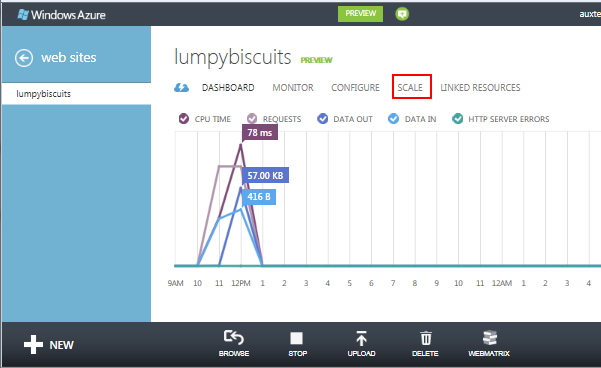 Windows Azure
PREVIEW
auxte
web sites
lumpybiscuits
lumpybiscuits PREVIEW
DASHBOARD MONITOR CONFIGURE SCALE LINKED RESOURCES
CPU TIME REQUESTS DATA OUT DATA IN HTTP SERVER ERRORS
78 ms
57.00 KB
416 B
9AM 10 11 12PM 1 2 3 4 5 6 7 8 9 10 11 12AM 1 2 3 4
NEW
BROWSE STOP UPLOAD DELETE WEBMATRIX